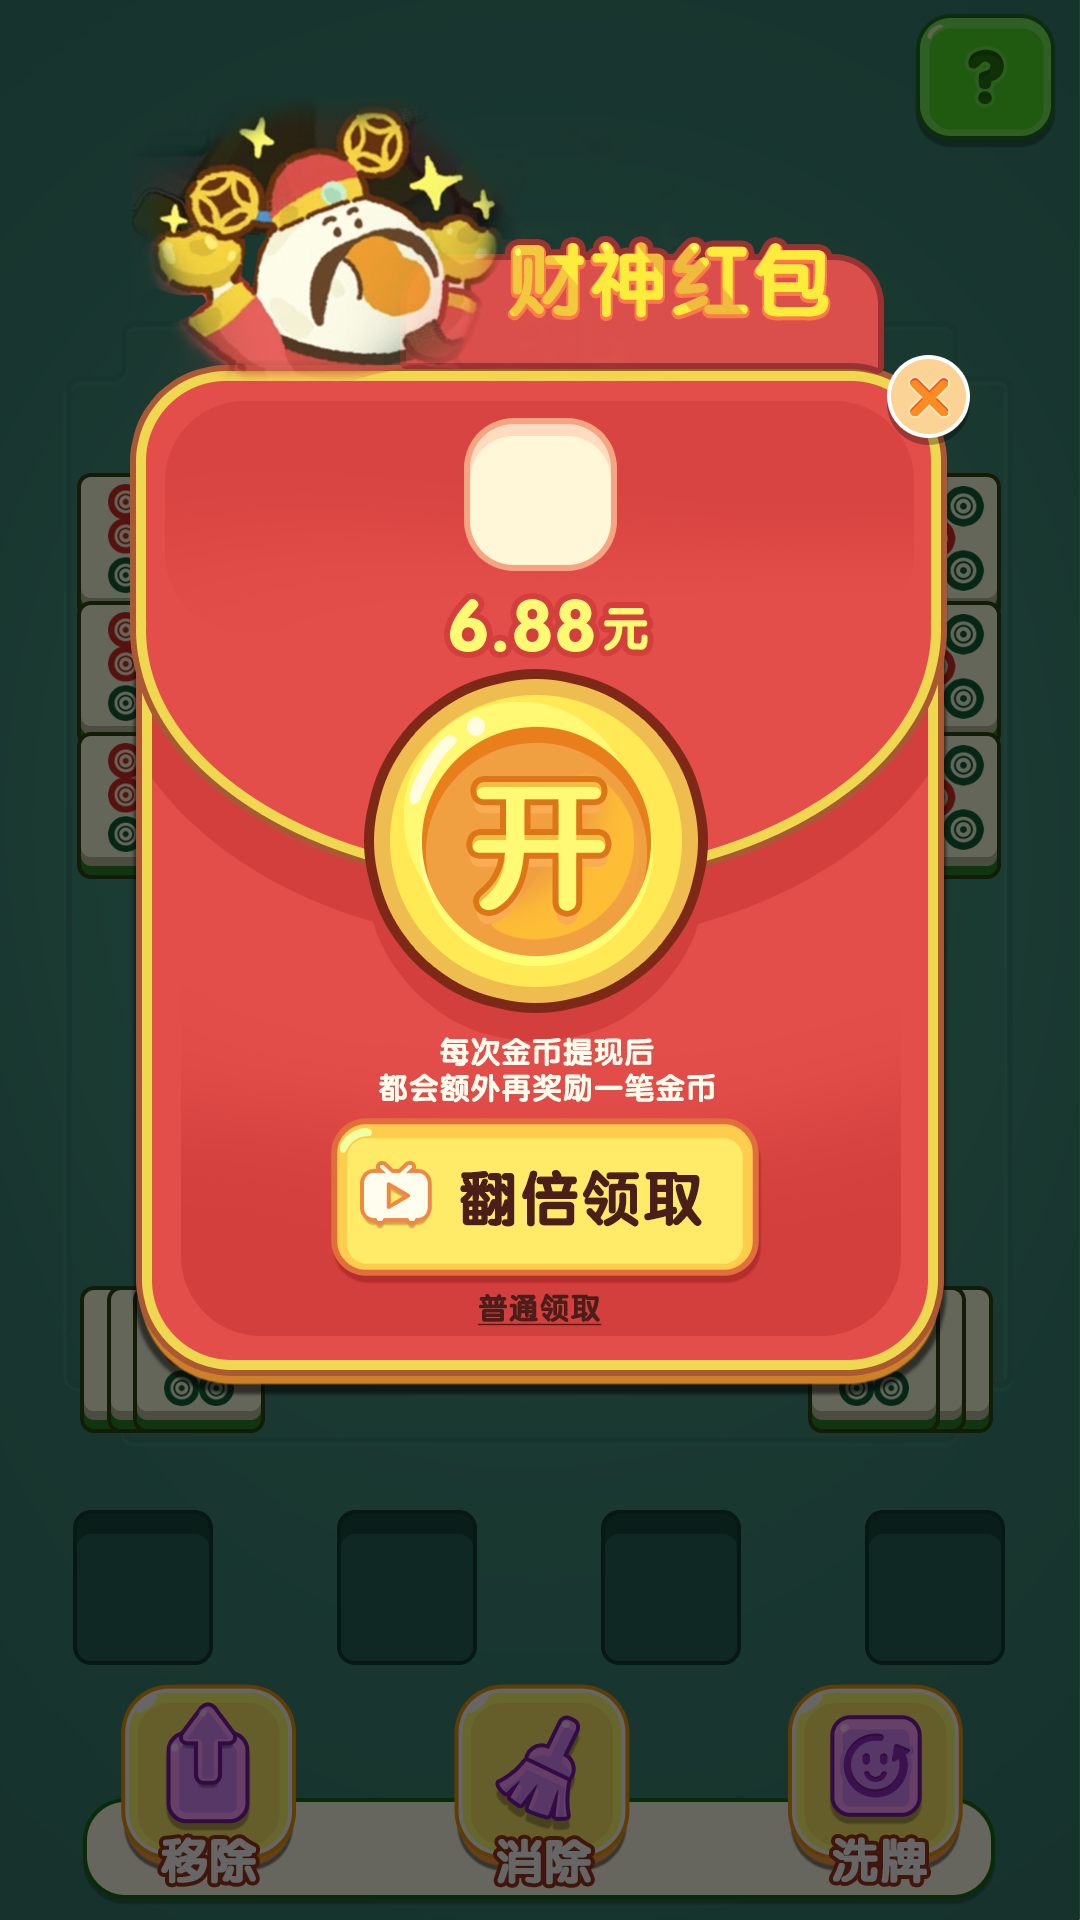 ?
财神红包
6.88元
开
每次金币提现后
都会额外再奖励一笔金币
翻倍领取
普通领取
移除
消除
洗牌